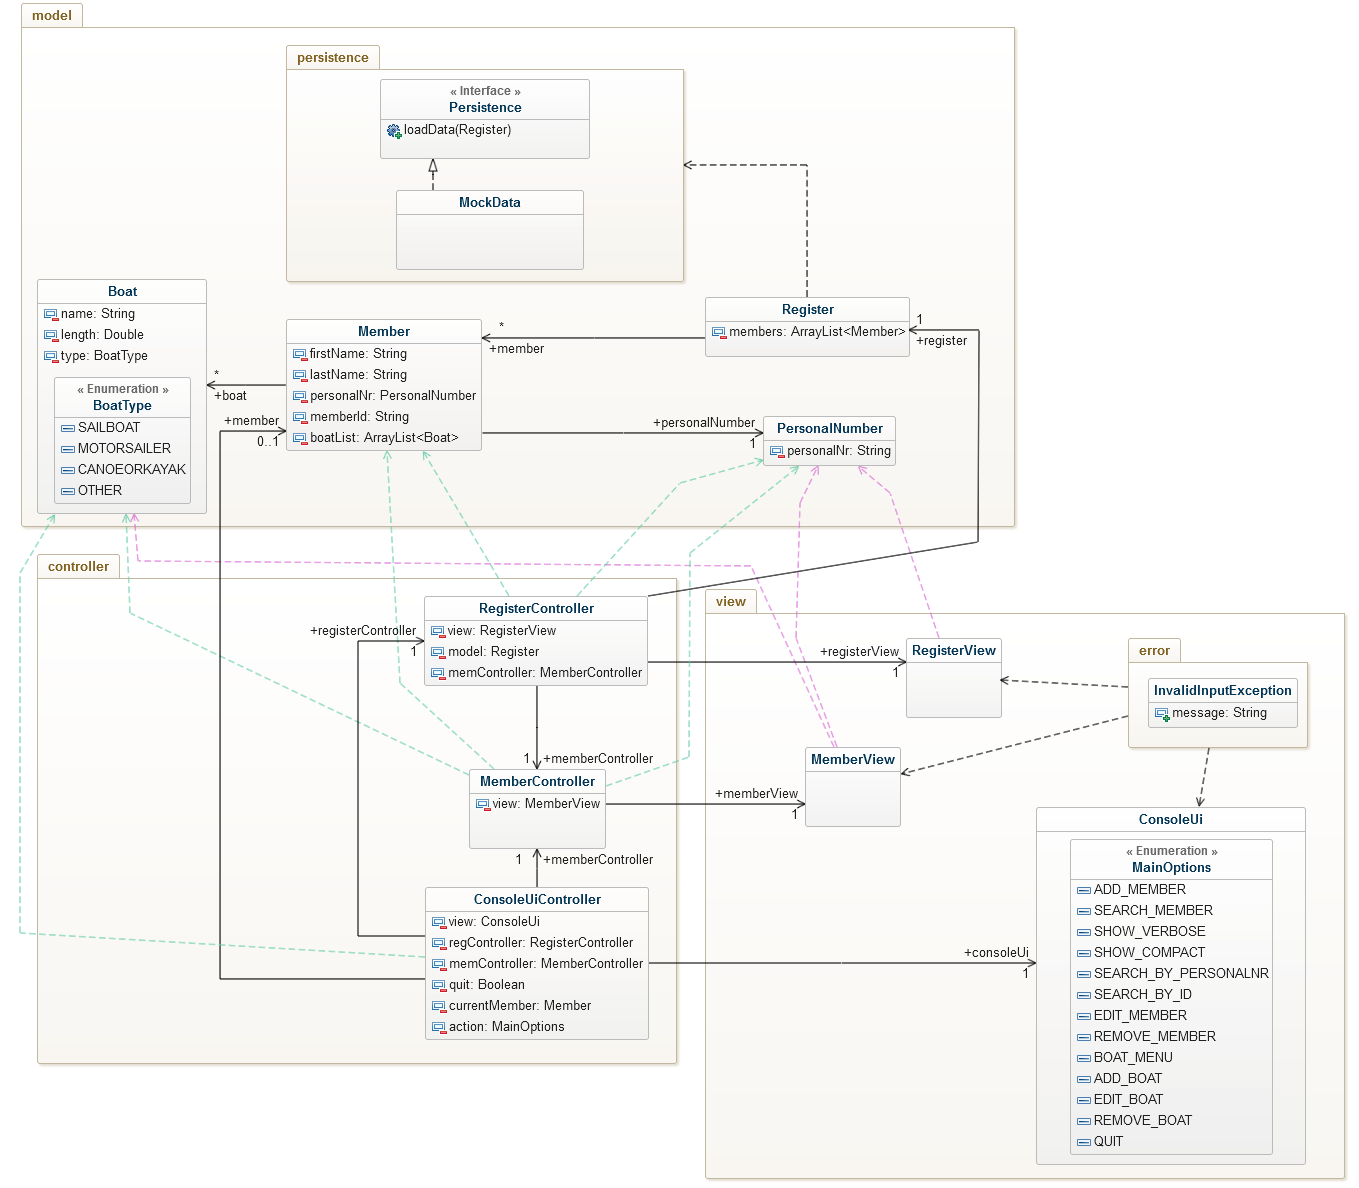 model
persistence
« Interface »
Persistence
loadData(Register)
MockData
Boat
name: String
length: Double
type: BoatType
« Enumeration »
BoatType
SAILBOAT
MOTORSAILER
CANOEORKAYAK
OTHER
Member
firstName: String
lastName: String
personalNr: PersonalNumber
memberId: String
boatList: ArrayList<Boat>
Register
members: ArrayList<Member>
1
+register
*
+member
*
+boat
+member
0..1
+personalNumber
1
PersonalNumber
personalNr: String
controller
RegisterController
view: RegisterView
model: Register
memController: MemberController
+registerController
1
+registerView
1
1
+memberController
MemberController
view: MemberView
+memberView
1
1
+memberController
ConsoleUiController
view: ConsoleUi
regController: RegisterController
memController: MemberController
quit: Boolean
currentMember: Member
action: MainOptions
+consoleUi
1
view
RegisterView
error
InvalidInputException
message: String
MemberView
ConsoleUi
« Enumeration »
MainOptions
ADD_MEMBER
SEARCH_MEMBER
SHOW_VERBOSE
SHOW_COMPACT
SEARCH_BY_PERSONALNR
SEARCH_BY_ID
EDIT_MEMBER
REMOVE_MEMBER
BOAT_MENU
ADD_BOAT
EDIT_BOAT
REMOVE_BOAT
QUIT